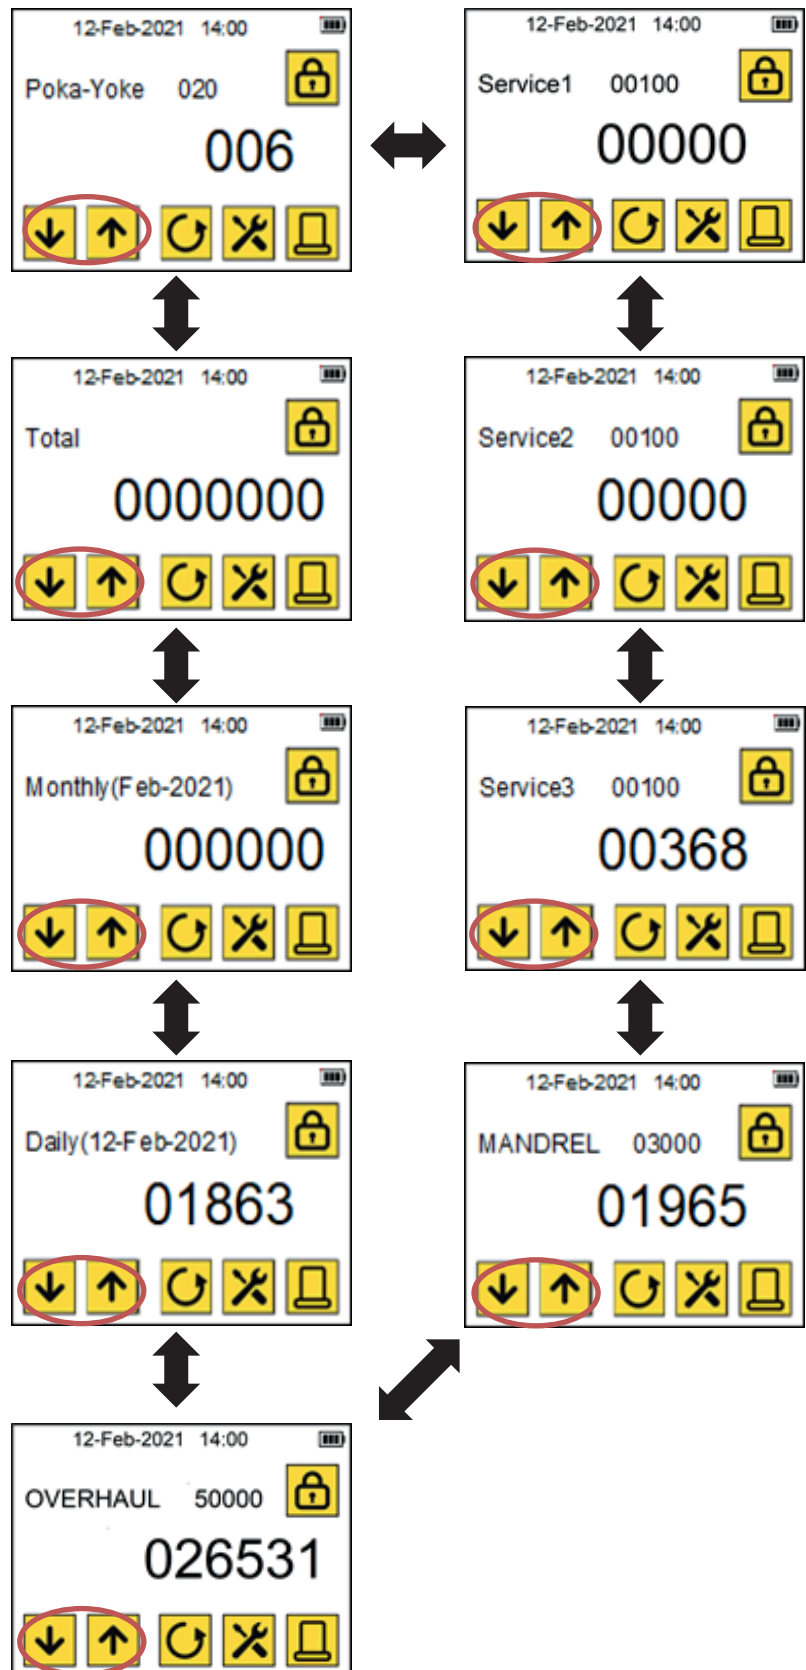 12-Feb-2021 14:00
Poka-Yoke 020
006
12-Feb-2021 14:00
Service1 00100
00000
12-Feb-2021 14:00
Total
0000000
12-Feb-2021 14:00
Service2 00100
00000
12-Feb-2021 14:00
Monthly(Feb-2021)
000000
12-Feb-2021 14:00
Service3 00100
00368
12-Feb-2021 14:00
Daily(12-Feb-2021)
01863
12-Feb-2021 14:00
MANDREL 03000
01965
12-Feb-2021 14:00
OVERHAUL 50000
026531